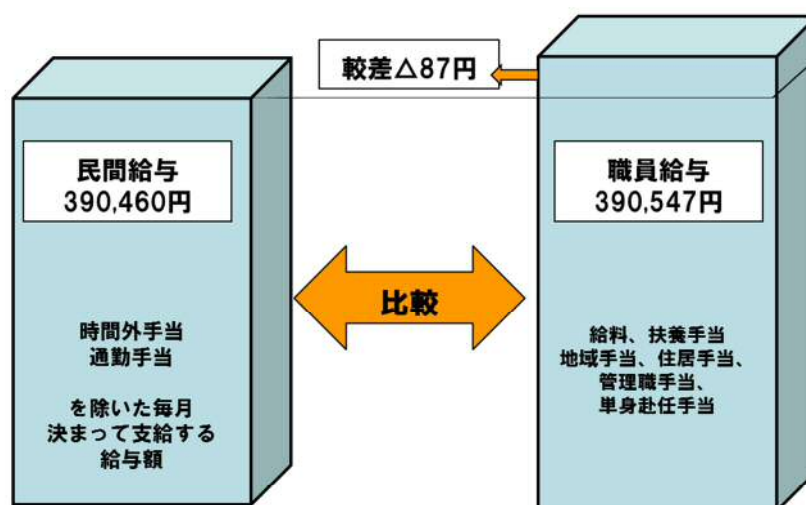 較差△87円
民間給与
390,460円
職員給与
390,547円
比較
時間外手当
通勤手当
を除いた毎月
決まって支給する
給与額
給料、扶養手当
地域手当、住居手当、
管理職手当、
単身赴任手当